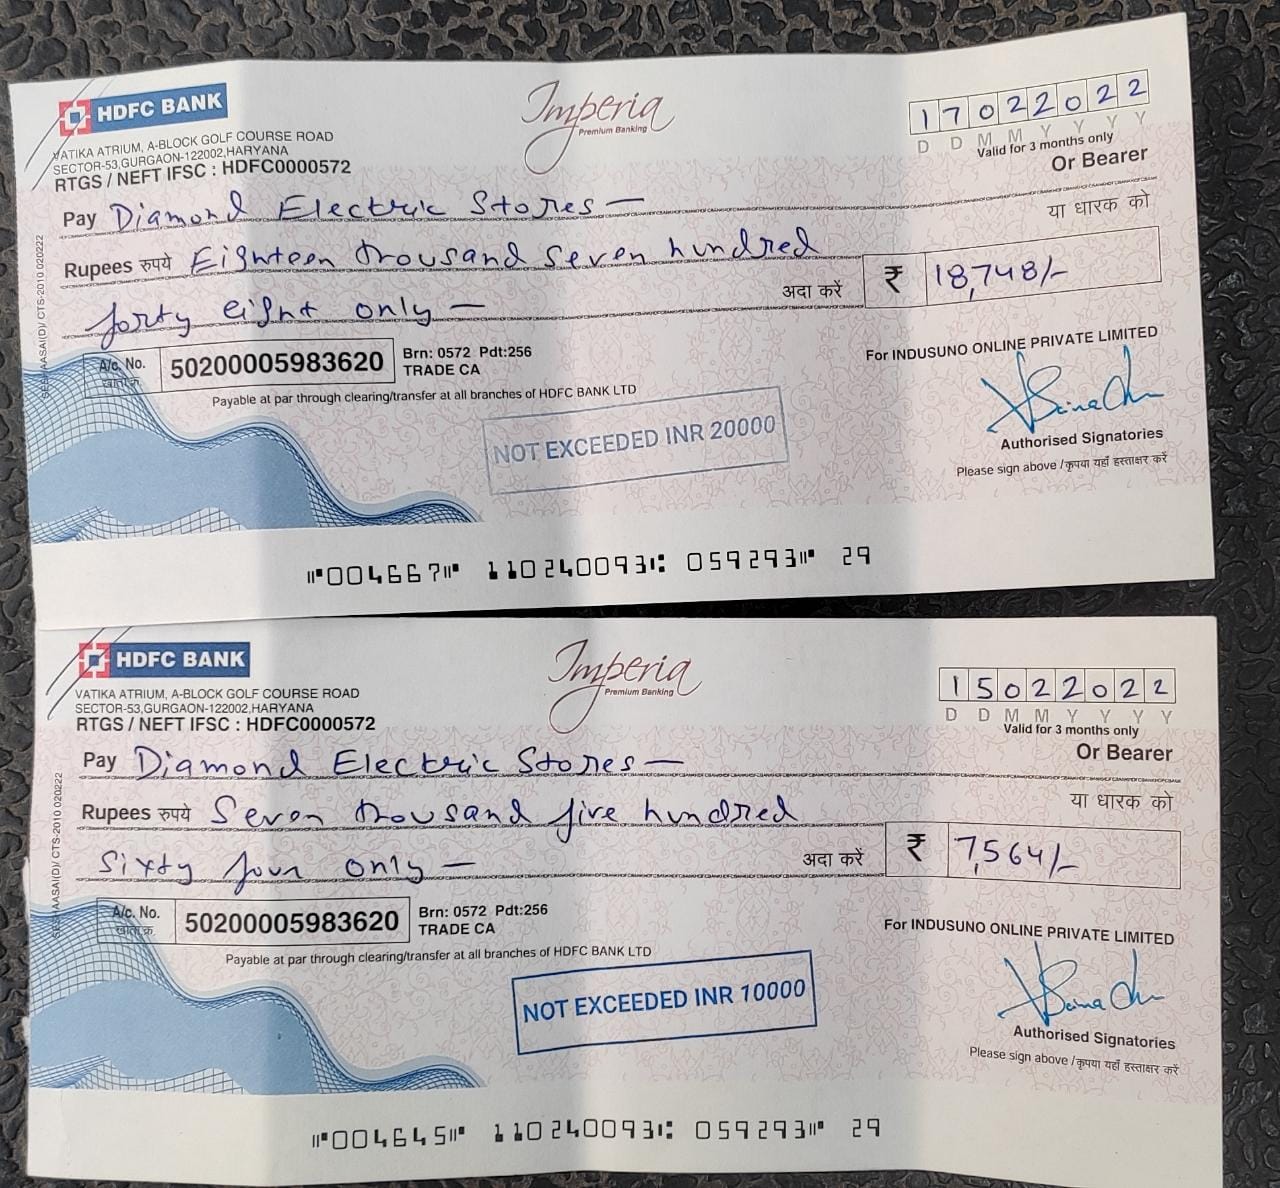 HDFC BANK
Imperia
Premium Banking
17022022
D D M M Y Y Y Y
VATIKA ATRIUM, A-BLOCK GOLF COURSE ROAD
SECTOR-53,GURGAON-122002,HARYANA
RTGS / NEFT IFSC : HDFC0000572
Valid for 3 months only
Or Bearer
Pay Diamond Electric Stores —
या धारक को
Rupees रुपये Eighteen thousand seven hundred
forty eight only —
अदा करें ₹ 18,748/-
A/c. No. 50200005983620
खाता क्र.
Brn: 0572 Pdt:256
TRADE CA
For INDUSUNO ONLINE PRIVATE LIMITED
Payable at par through clearing/transfer at all branches of HDFC BANK LTD
NOT EXCEEDED INR 20000
Authorised Signatories
Please sign above / कृपया यहाँ हस्ताक्षर करें
CTS-2010 020222
⑈004667⑈ 110240093⑆ 059293⑈ 29
HDFC BANK
Imperia
Premium Banking
15022022
D D M M Y Y Y Y
VATIKA ATRIUM, A-BLOCK GOLF COURSE ROAD
SECTOR-53,GURGAON-122002,HARYANA
RTGS / NEFT IFSC : HDFC0000572
Valid for 3 months only
Or Bearer
Pay Diamond Electric Stores —
या धारक को
Rupees रुपये Seven thousand five hundred
sixty four only —
अदा करें ₹ 7,564/-
A/c. No. 50200005983620
खाता क्र.
Brn: 0572 Pdt:256
TRADE CA
For INDUSUNO ONLINE PRIVATE LIMITED
Payable at par through clearing/transfer at all branches of HDFC BANK LTD
NOT EXCEEDED INR 10000
Authorised Signatories
Please sign above / कृपया यहाँ हस्ताक्षर करें
CTS-2010 020222
⑈004645⑈ 110240093⑆ 059293⑈ 29